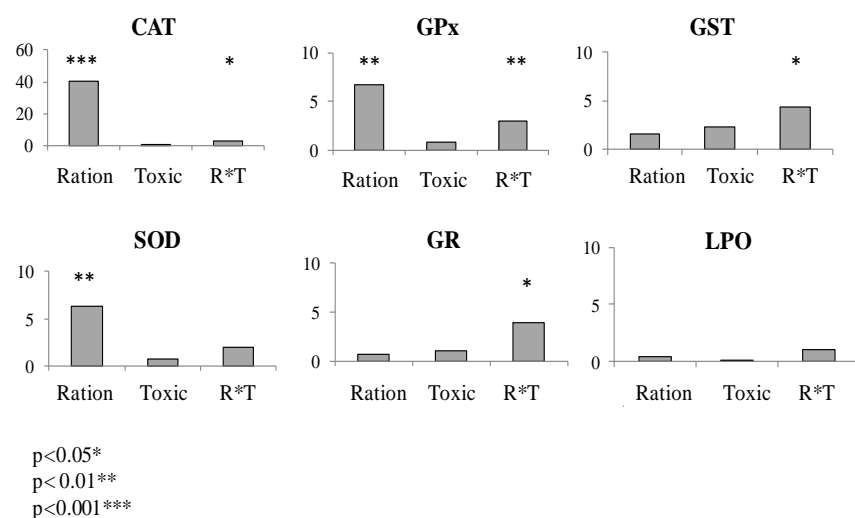 CAT
60
40
20
0
*** *
Ration Toxic R*T
GPx
10
5
0
** **
Ration Toxic R*T
GST
10
5
0
*
Ration Toxic R*T
SOD
10
5
0
**
Ration Toxic R*T
GR
10
5
0
*
Ration Toxic R*T
LPO
10
5
0
Ration Toxic R*T
p<0.05*
p< 0.01**
p<0.001***